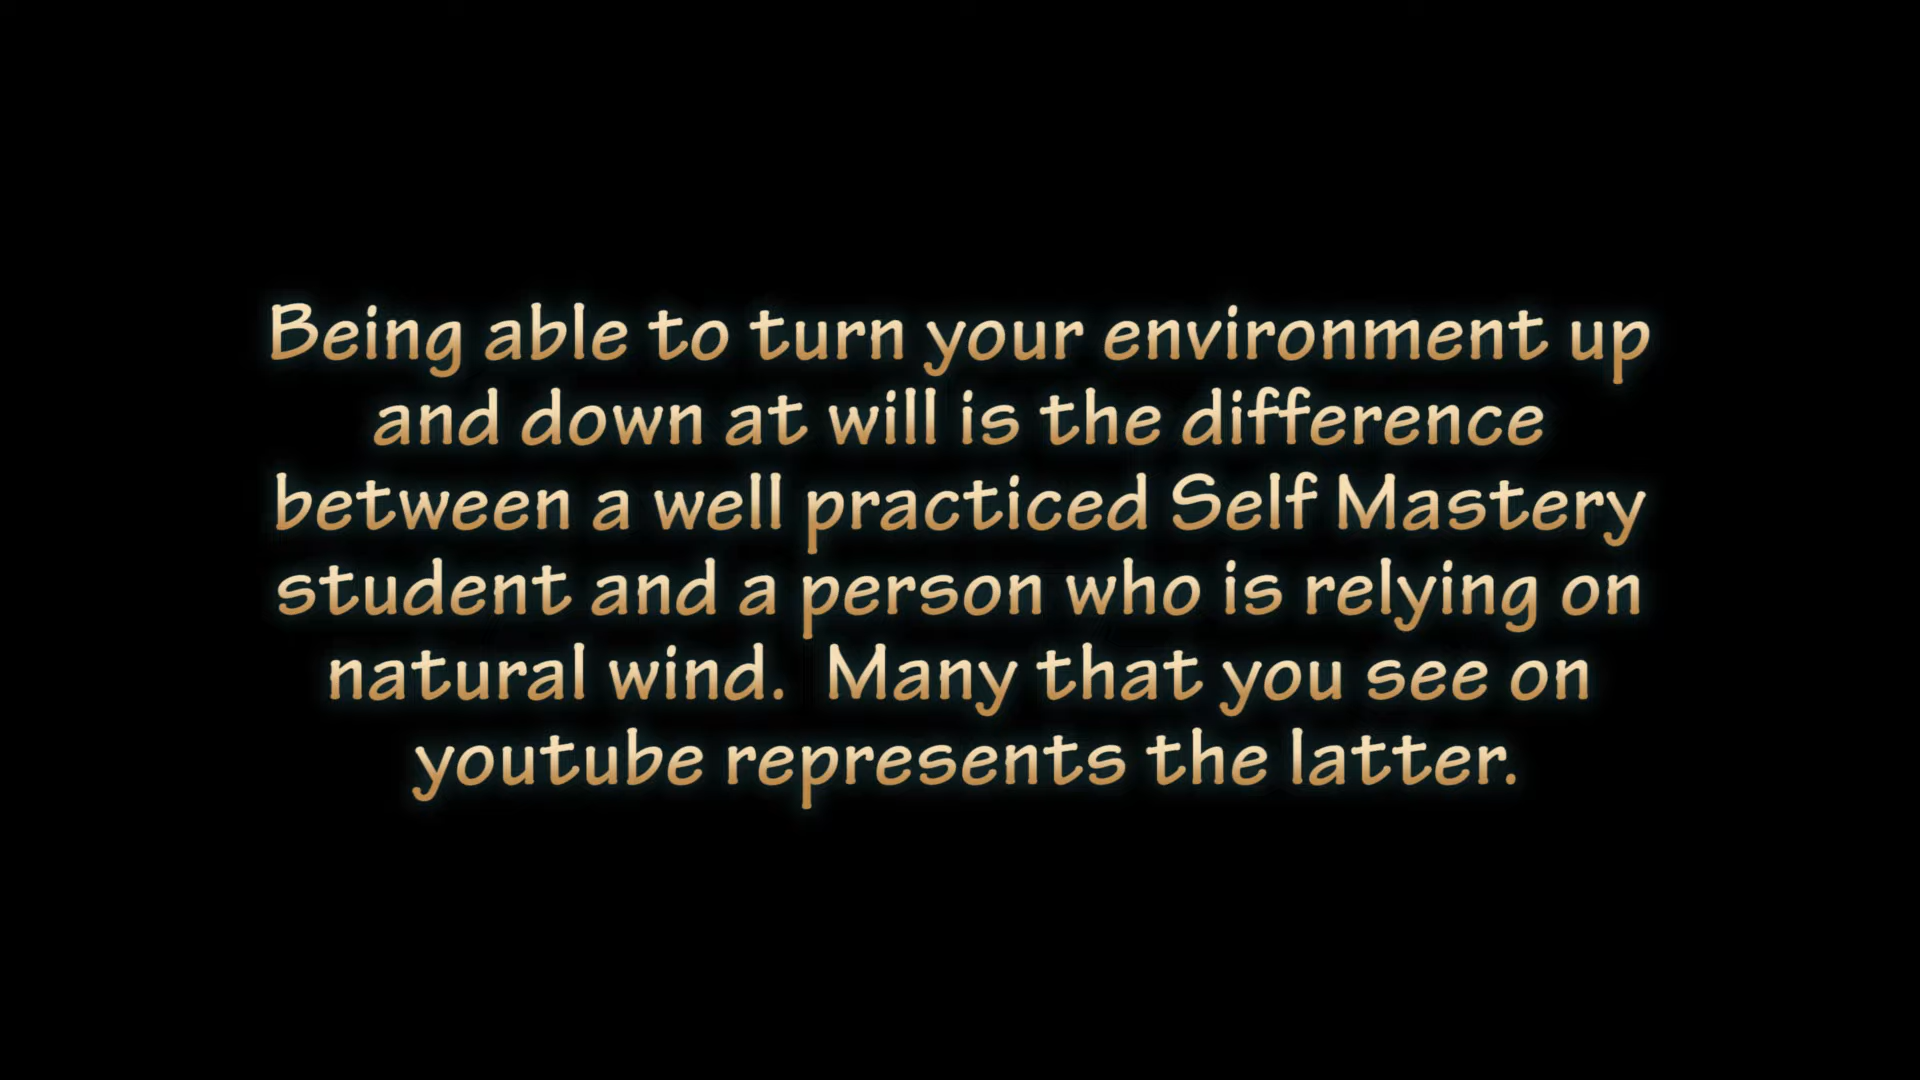 Being able to turn your environment up
and down at will is the difference
between a well practiced Self Mastery
student and a person who is relying on
natural wind.  Many that you see on
youtube represents the latter.